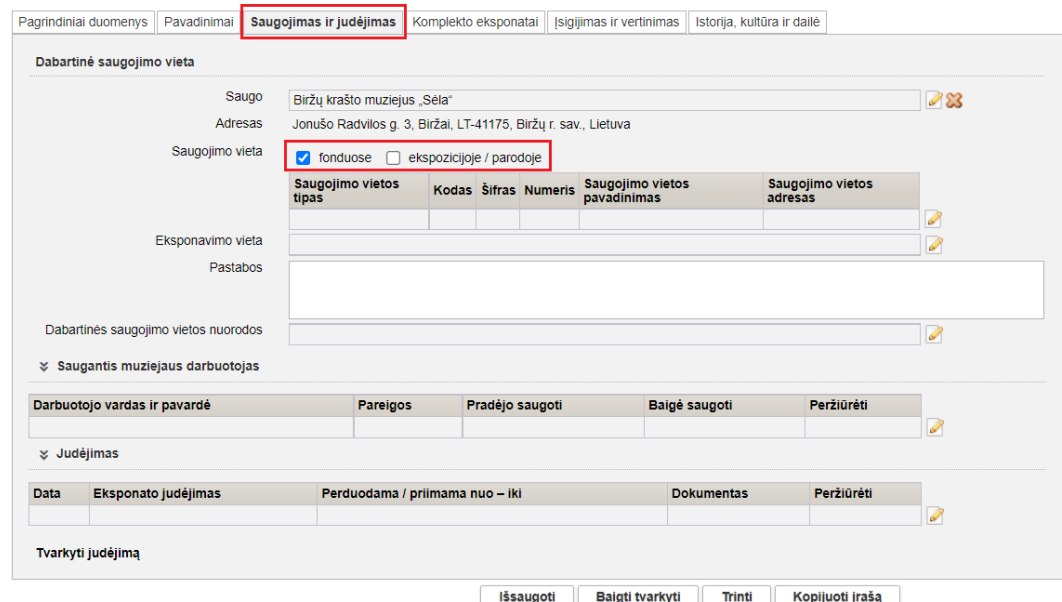 Pagrindiniai duomenys Pavadinimai Saugojimas ir judėjimas Komplekto eksponatai Įsigijimas ir vertinimas Istorija, kultūra ir dailė
Dabartinė saugojimo vieta
Saugo Biržų krašto muziejus „Sėla“
Adresas Jonušo Radvilos g. 3, Biržai, LT-41175, Biržų r. sav., Lietuva
Saugojimo vieta fonduose ekspozicijoje / parodoje
Saugojimo vietos tipas Kodas Šifras Numeris Saugojimo vietos pavadinimas Saugojimo vietos adresas
Eksponavimo vieta
Pastabos
Dabartinės saugojimo vietos nuorodos
Saugantis muziejaus darbuotojas
Darbuotojo vardas ir pavardė Pareigos Pradėjo saugoti Baigė saugoti Peržiūrėti
Judėjimas
Data Eksponato judėjimas Perduodama / priimama nuo – iki Dokumentas Peržiūrėti
Tvarkyti judėjimą
Išsaugoti Baigti tvarkyti Trinti Kopijuoti įrašą